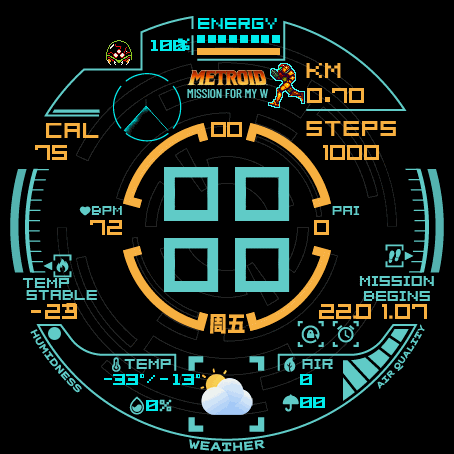 ENERGY
100%
METROID
MISSION FOR MY W
KM
0.70
CAL
75
00
STEPS
1000
BPM
72
PAI
0
TEMP
STABLE
-23
MISSION
BEGINS
22.01.07
周五
HUMIDNESS
TEMP
-33°/-13°
0%
AIR
0
00
AIR QUALITY
WEATHER